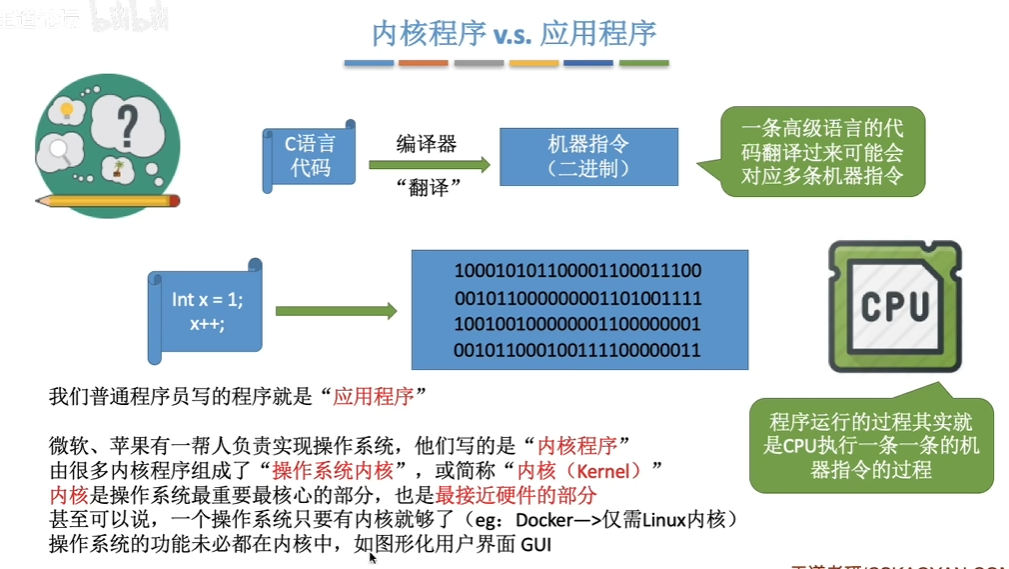 王道论坛 bilibili
内核程序 v.s. 应用程序
?
C语言
代码
编译器
“翻译”
机器指令
（二进制）
一条高级语言的代
码翻译过来可能会
对应多条机器指令
Int x = 1;
x++;
100010101100001100011100
001011000000001101001111
100100100000001100000001
001011000100111100000011
CPU
程序运行的过程其实就
是CPU执行一条一条的机
器指令的过程
我们普通程序员写的程序就是“应用程序”
微软、苹果有一帮人负责实现操作系统，他们写的是“内核程序”
由很多内核程序组成了“操作系统内核”，或简称“内核（Kernel）”
内核是操作系统最重要最核心的部分，也是最接近硬件的部分
甚至可以说，一个操作系统只要有内核就够了（eg：Docker—>仅需Linux内核）
操作系统的功能未必都在内核中，如图形化用户界面 GUI